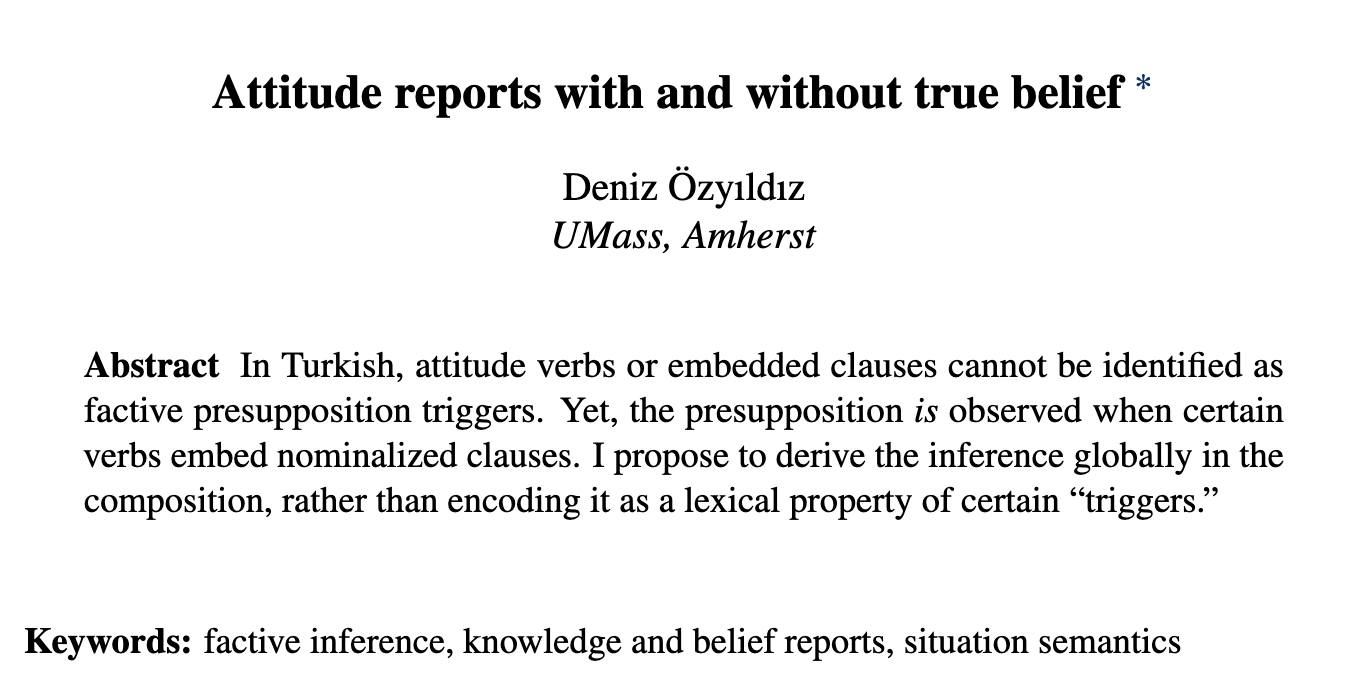 Attitude reports with and without true belief *
Deniz Özyıldız
UMass, Amherst
Abstract In Turkish, attitude verbs or embedded clauses cannot be identified as
factive presupposition triggers. Yet, the presupposition is observed when certain
verbs embed nominalized clauses. I propose to derive the inference globally in the
composition, rather than encoding it as a lexical property of certain “triggers.”
Keywords: factive inference, knowledge and belief reports, situation semantics